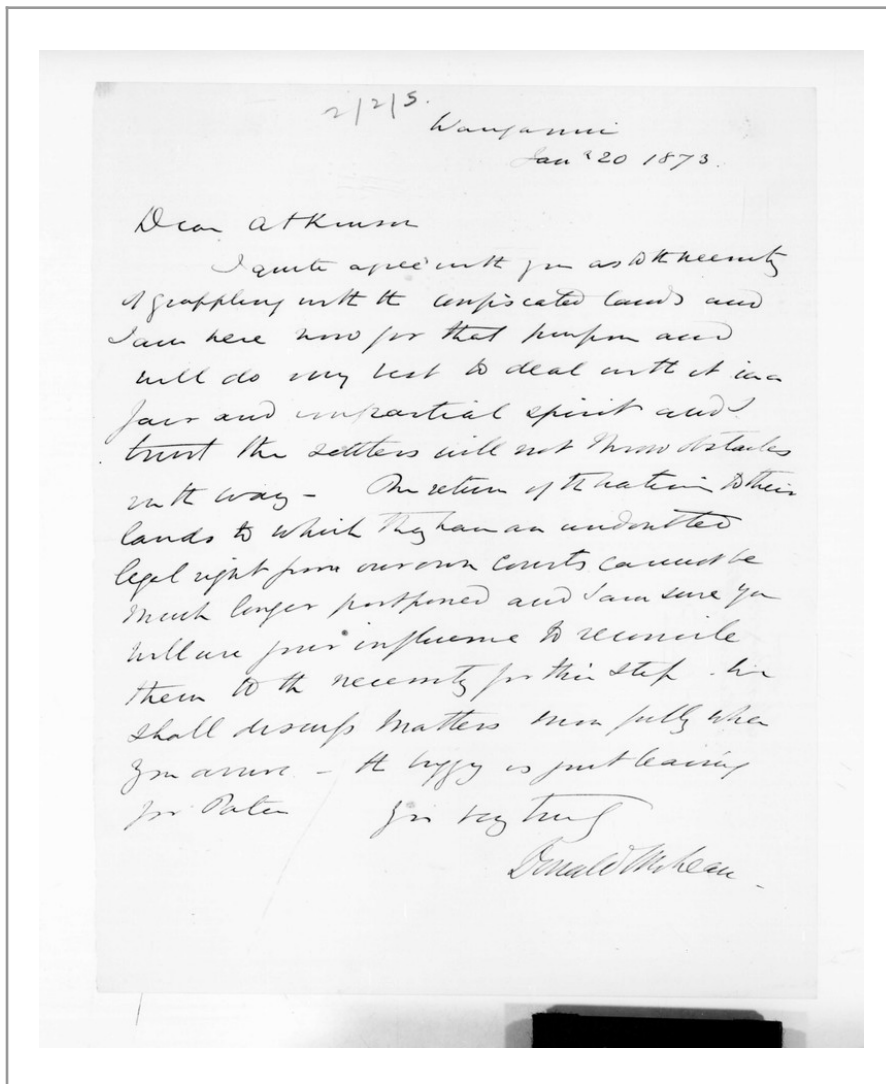 2/2/5.
Wanganui
Jany 20 1873.
Dear Atkinson
I quite agree with you as to the necessity
of grappling with the confiscated lands and
I am here now for that purpose and
will do my best to deal with it in a
fair and impartial spirit and I
trust the settlers will not throw obstacles
in the way - The return of the natives to their
lands to which they have an undoubted
legal right from our own Courts cannot be
much longer postponed and I am sure you
will use your influence to reconcile
them to the necessity for this step. We
shall discuss matters more fully when
you arrive - the buggy is just leaving
for Patea Yrs very truly
Donald McLean